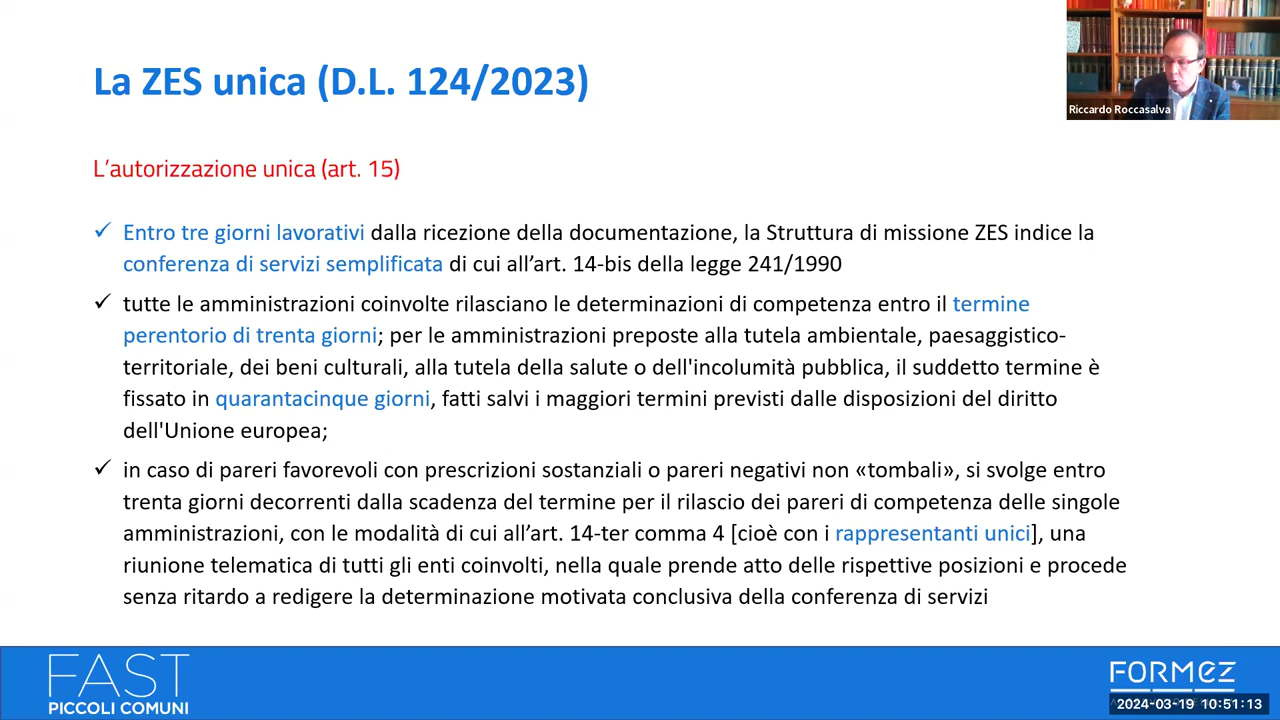 La ZES unica (D.L. 124/2023)
Riccardo Roccasalva
L’autorizzazione unica (art. 15)
✓ Entro tre giorni lavorativi dalla ricezione della documentazione, la Struttura di missione ZES indice la
conferenza di servizi semplificata di cui all’art. 14-bis della legge 241/1990
✓ tutte le amministrazioni coinvolte rilasciano le determinazioni di competenza entro il termine
perentorio di trenta giorni; per le amministrazioni preposte alla tutela ambientale, paesaggistico-
territoriale, dei beni culturali, alla tutela della salute o dell'incolumità pubblica, il suddetto termine è
fissato in quarantacinque giorni, fatti salvi i maggiori termini previsti dalle disposizioni del diritto
dell'Unione europea;
✓ in caso di pareri favorevoli con prescrizioni sostanziali o pareri negativi non «tombali», si svolge entro
trenta giorni decorrenti dalla scadenza del termine per il rilascio dei pareri di competenza delle singole
amministrazioni, con le modalità di cui all’art. 14-ter comma 4 [cioè con i rappresentanti unici], una
riunione telematica di tutti gli enti coinvolti, nella quale prende atto delle rispettive posizioni e procede
senza ritardo a redigere la determinazione motivata conclusiva della conferenza di servizi
FAST
PICCOLI COMUNI
FORMEZ
2024-03-19 10:51:13